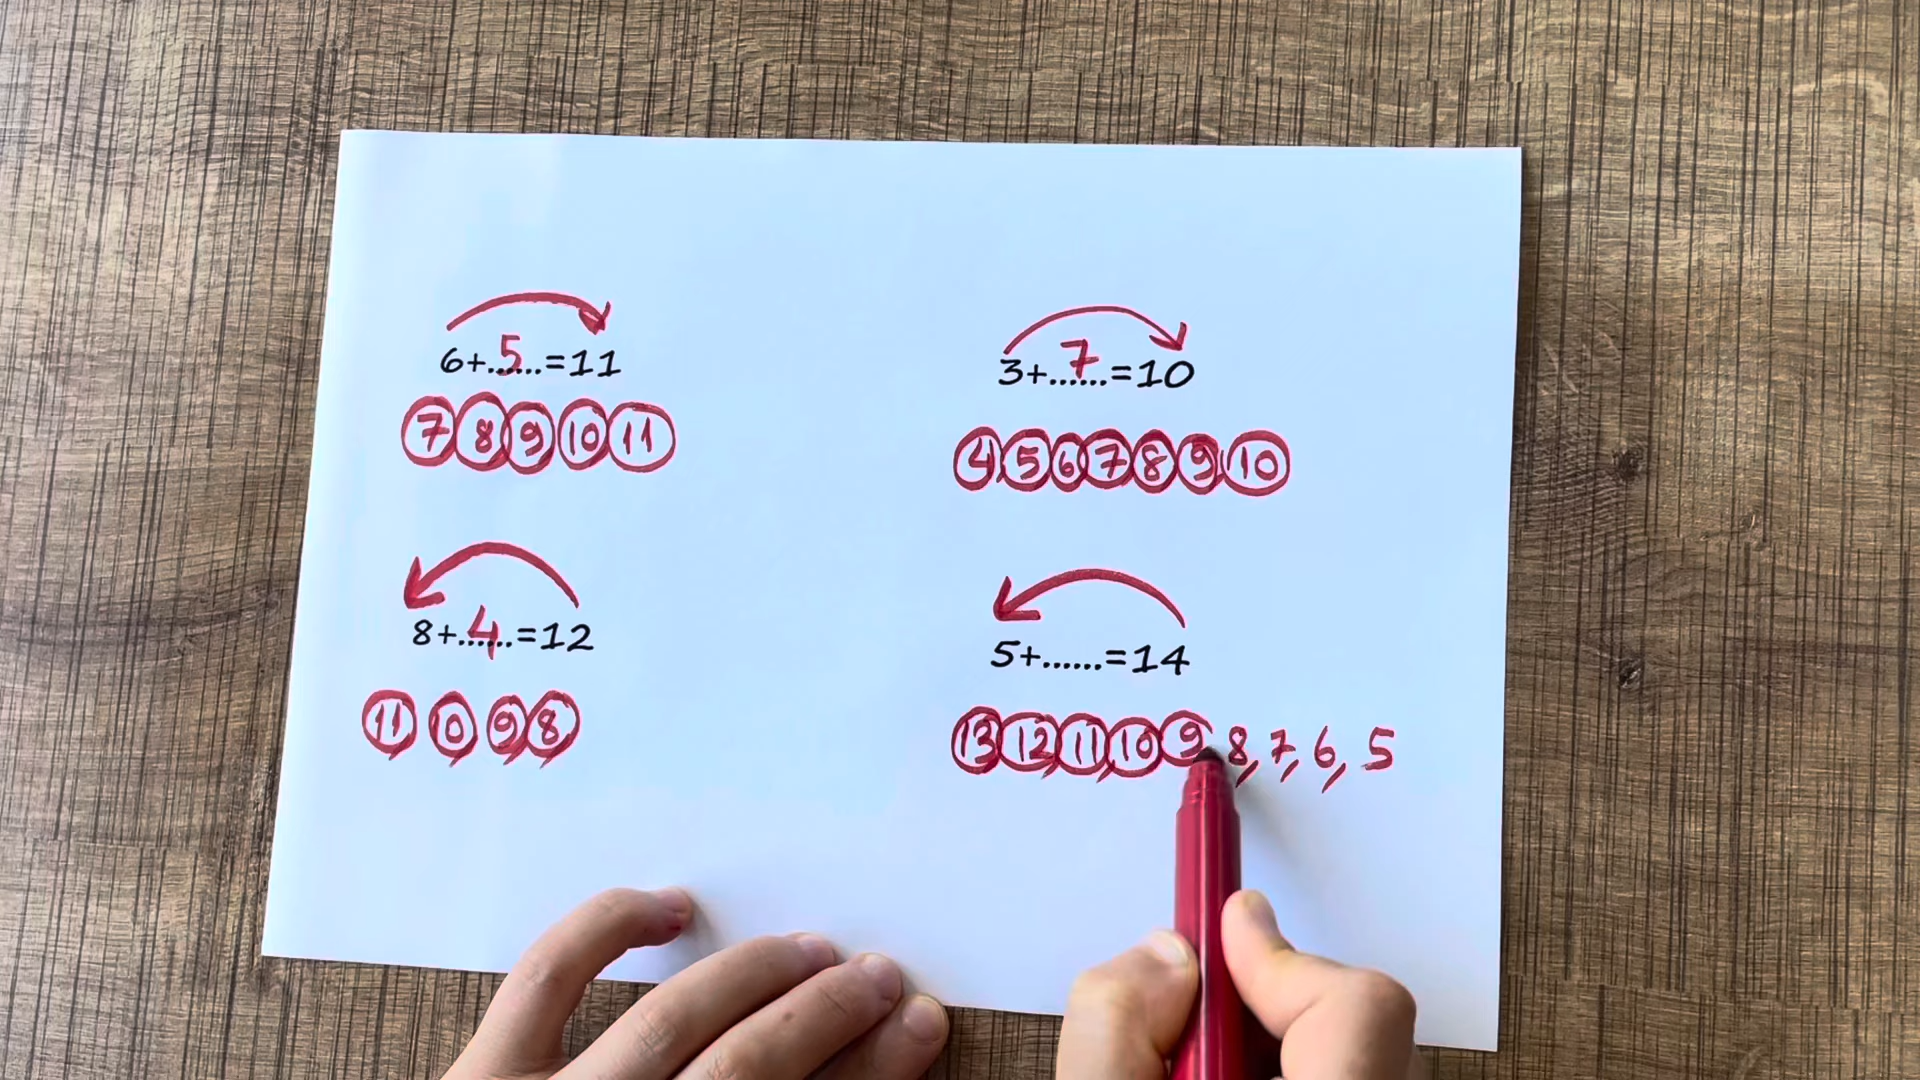 6+...5...=11
7 8 9 10 11
3+...7...=10
4, 5 6 7 8 9, 10
8+...4...=12
11, 10, 9, 8,
5+......=14
13 12, 11, 10 9 8, 7, 6, 5